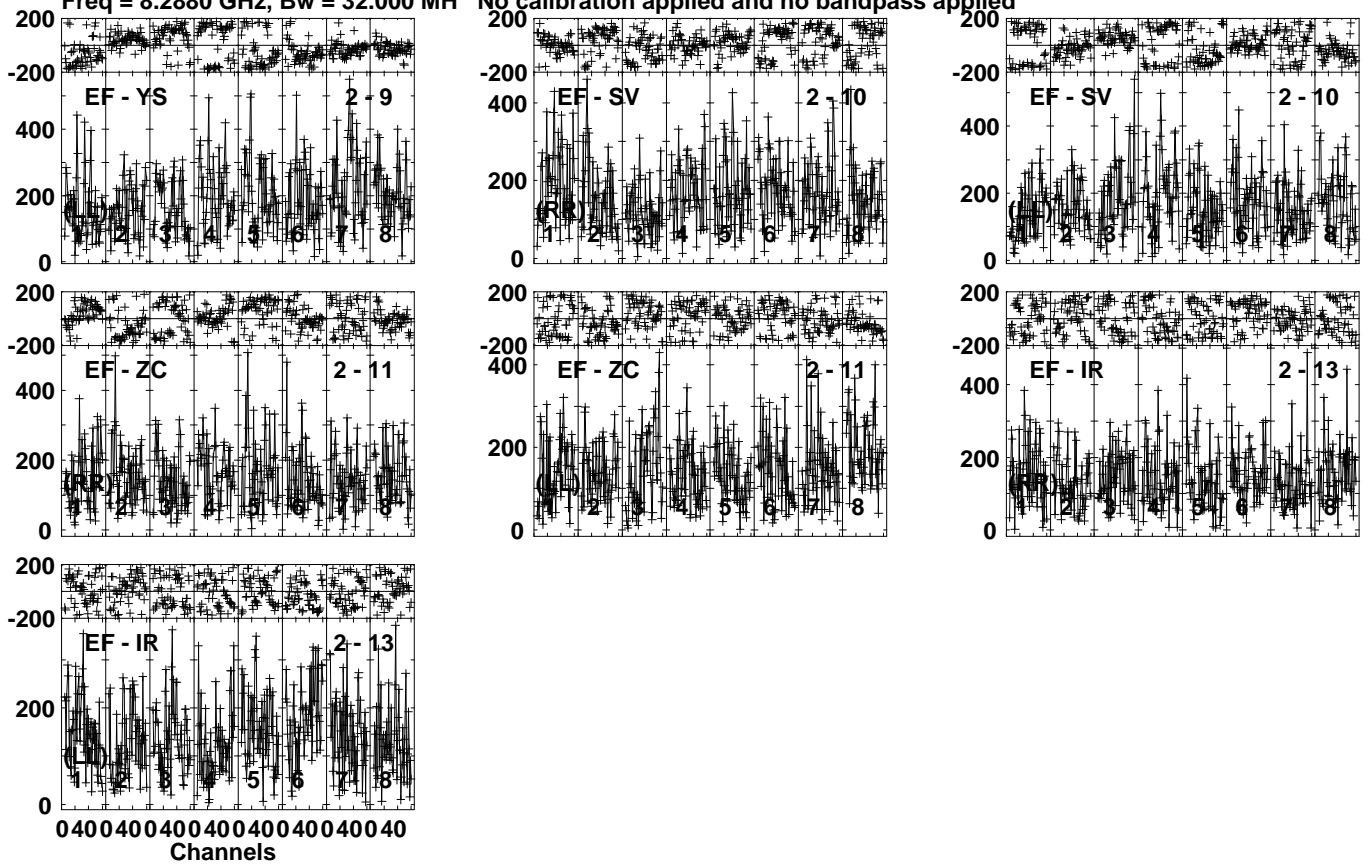 Freq = 8.2880 GHz, Bw = 32.000 MH No calibration applied and no bandpass applied
200
-200
EF - YS 2 - 9
400
200
(LL)
1 2 3 4 5 6 7 8
0
200
-200
EF - SV 2 - 10
400
200
(RR)
1 2 3 4 5 6 7 8
0
200
-200
EF - SV 2 - 10
400
200
(LL)
1 2 3 4 5 6 7 8
0
200
-200
EF - ZC 2 - 11
400
200
(RR)
1 2 3 4 5 6 7 8
0
200
-200
EF - ZC 2 - 11
400
200
(LL)
1 2 3 4 5 6 7 8
0
200
-200
EF - IR 2 - 13
400
200
(RR)
1 2 3 4 5 6 7 8
0
200
-200
EF - IR 2 - 13
200
(LL)
1 2 3 4 5 6 7 8
0
0 40 0 40 0 40 0 40 0 40 0 40 0 40 0 40
Channels